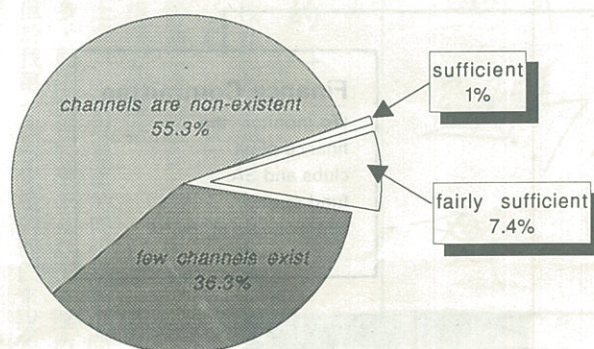 channels are non-existent
55.3%
sufficient
1%
fairly sufficient
7.4%
few channels exist
36.3%